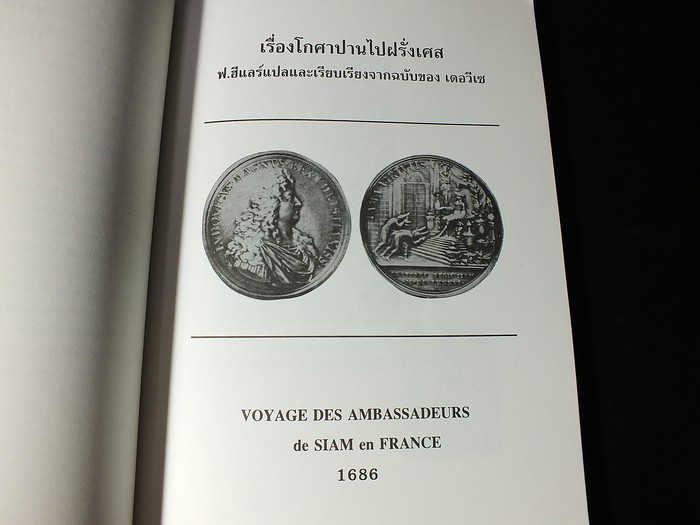 เรื่องโกศาปานไปฝรั่งเศส
ฟ.ฮีแลร์แปลและเรียบเรียงจากฉบับของ เดอวีเซ
VOYAGE DES AMBASSADEURS
de SIAM en FRANCE
1686